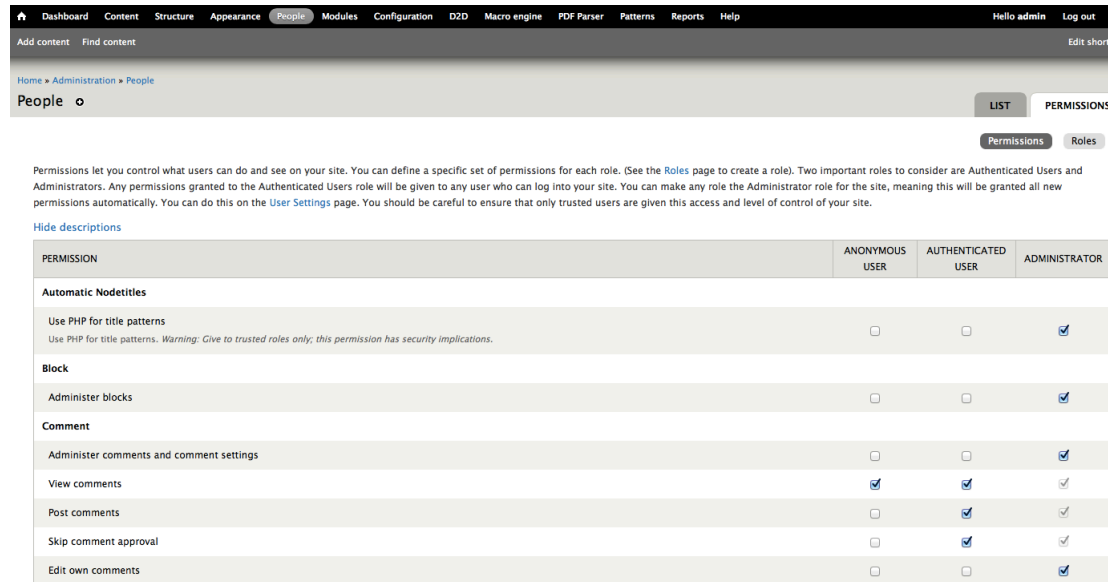 Dashboard Content Structure Appearance People Modules Configuration D2D Macro engine PDF Parser Patterns Reports Help Hello admin Log out
Add content Find content Edit short
Home » Administration » People
People
LIST PERMISSIONS
Permissions Roles
Permissions let you control what users can do and see on your site. You can define a specific set of permissions for each role. (See the Roles page to create a role). Two important roles to consider are Authenticated Users and
Administrators. Any permissions granted to the Authenticated Users role will be given to any user who can log into your site. You can make any role the Administrator role for the site, meaning this will be granted all new
permissions automatically. You can do this on the User Settings page. You should be careful to ensure that only trusted users are given this access and level of control of your site.
Hide descriptions
PERMISSION ANONYMOUS USER AUTHENTICATED USER ADMINISTRATOR
Automatic Nodetitles
Use PHP for title patterns
Use PHP for title patterns. Warning: Give to trusted roles only; this permission has security implications.
Block
Administer blocks
Comment
Administer comments and comment settings
View comments
Post comments
Skip comment approval
Edit own comments